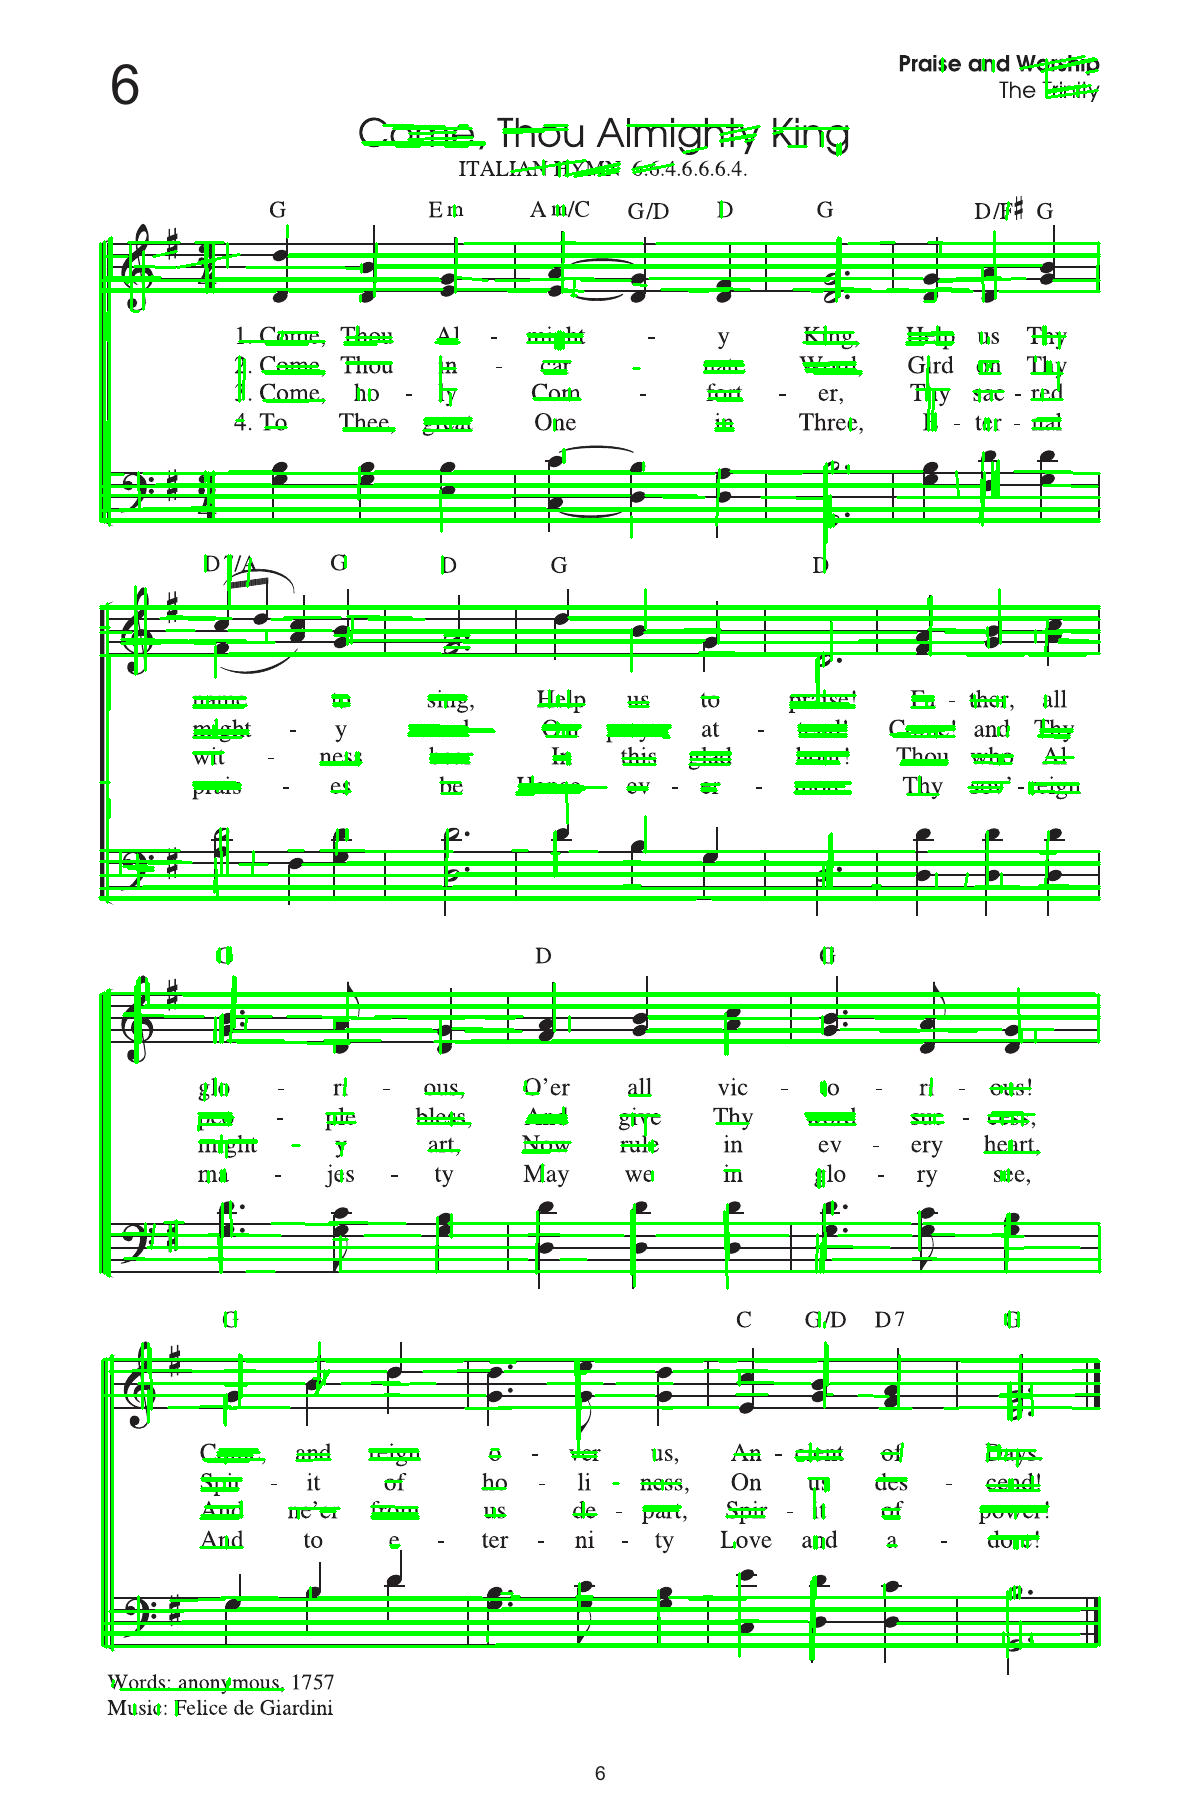 6
Praise and Worship
The Trinity
Come, Thou Almighty King
ITALIAN HYMN 6.6.4.6.6.6.4.
G Em Am/C G/D D G D/F♯ G
1. Come, Thou Al - might - y King, Help us Thy
2. Come, Thou in - car - nate Word, Gird on Thy
3. Come, ho - ly Com - fort - er, Thy sac - red
4. To Thee, great One in Three, E - ter - nal
D7/A G D G D
name to sing, Help us to praise! Fa - ther, all
might - y sword, Our prayer at - tend! Come! and Thy
wit - ness bear In this glad hour! Thou who Al
prais - es be Hence ev - er - more Thy sov' - reign
G D G
glo - ri - ous, O'er all vic - to - ri - ous!
peo - ple bless, And give Thy word suc - cess,
might - y art, Now rule in ev - ery heart,
ma - jes - ty May we in glo - ry see,
G C G/D D7 G
Come, and reign o - ver us, An - cient of Days.
Spir - it of ho - li - ness, On us des - cend!
And ne'er from us de - part, Spir - it of power!
And to e - ter - ni - ty Love and a - dore!
Words: anonymous, 1757
Music: Felice de Giardini
6